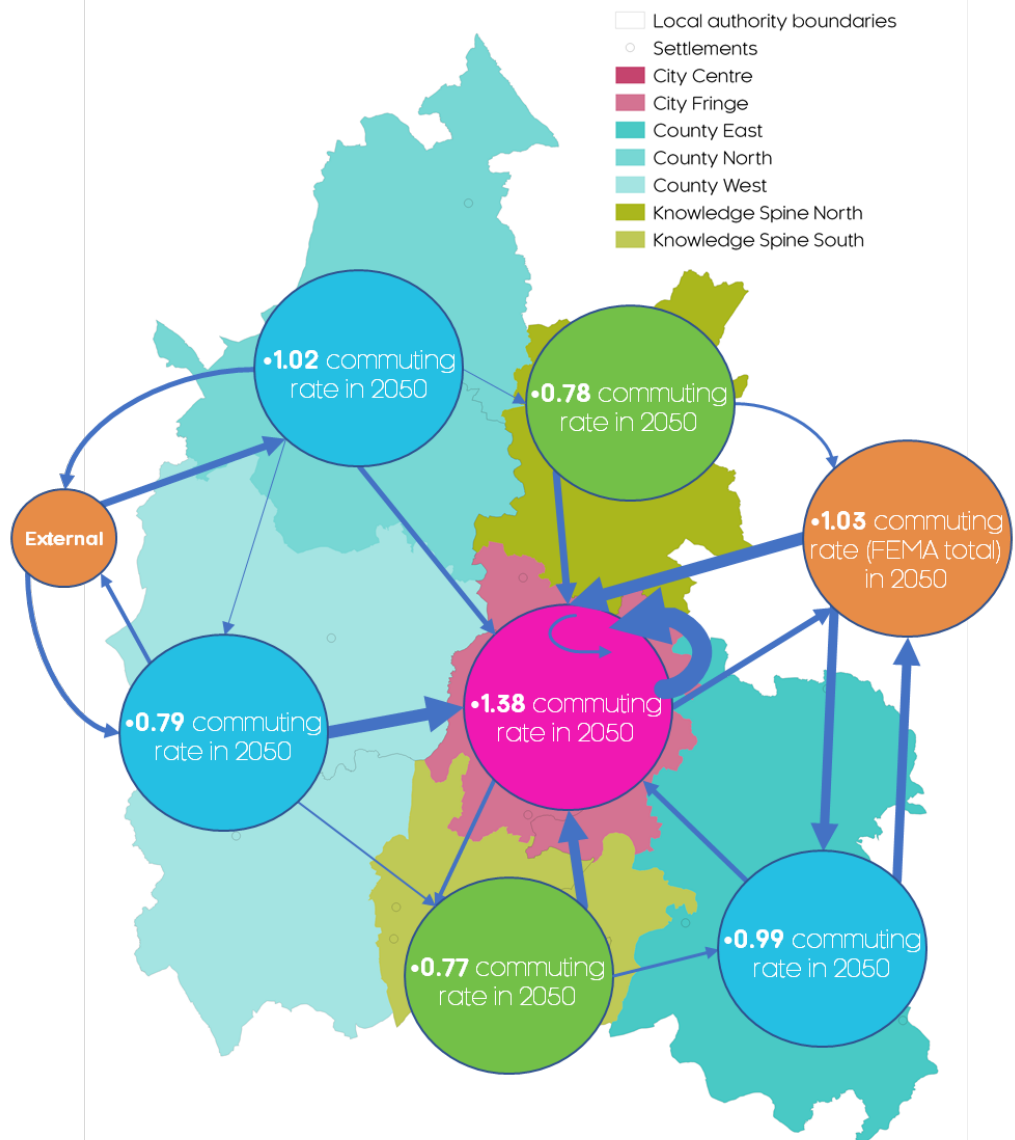 Local authority boundaries
Settlements
City Centre
City Fringe
County East
County North
County West
Knowledge Spine North
Knowledge Spine South
•1.02 commuting
rate in 2050
•0.78 commuting
rate in 2050
•1.03 commuting
rate (FEMA total)
in 2050
External
•1.38 commuting
rate in 2050
•0.79 commuting
rate in 2050
•0.99 commuting
rate in 2050
•0.77 commuting
rate in 2050